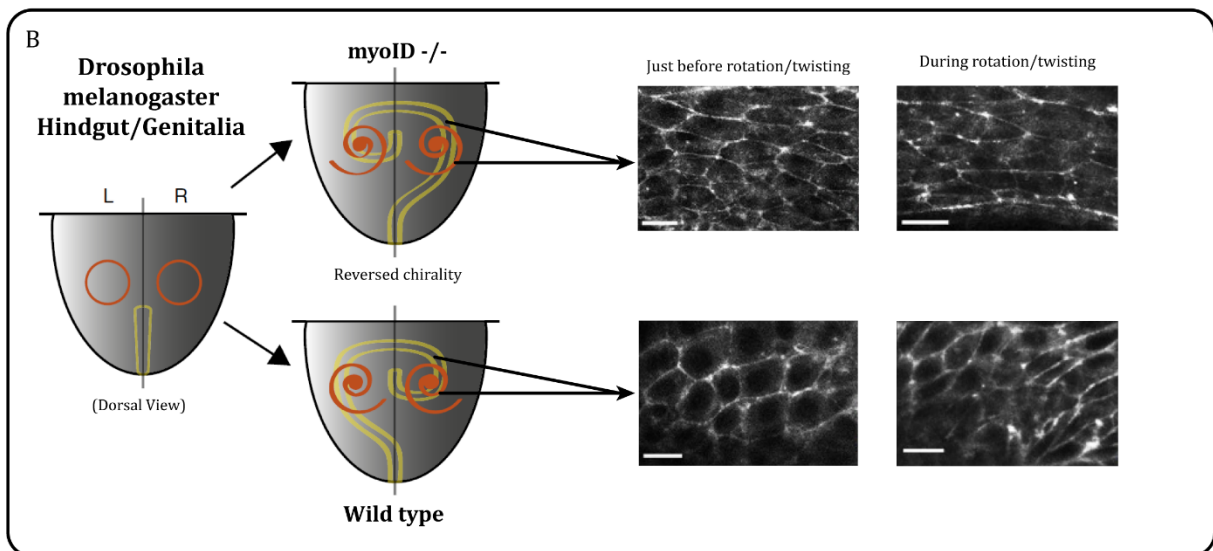 B
Drosophila
melanogaster
Hindgut/Genitalia
L R
(Dorsal View)
myoID -/-
Reversed chirality
Wild type
Just before rotation/twisting
During rotation/twisting